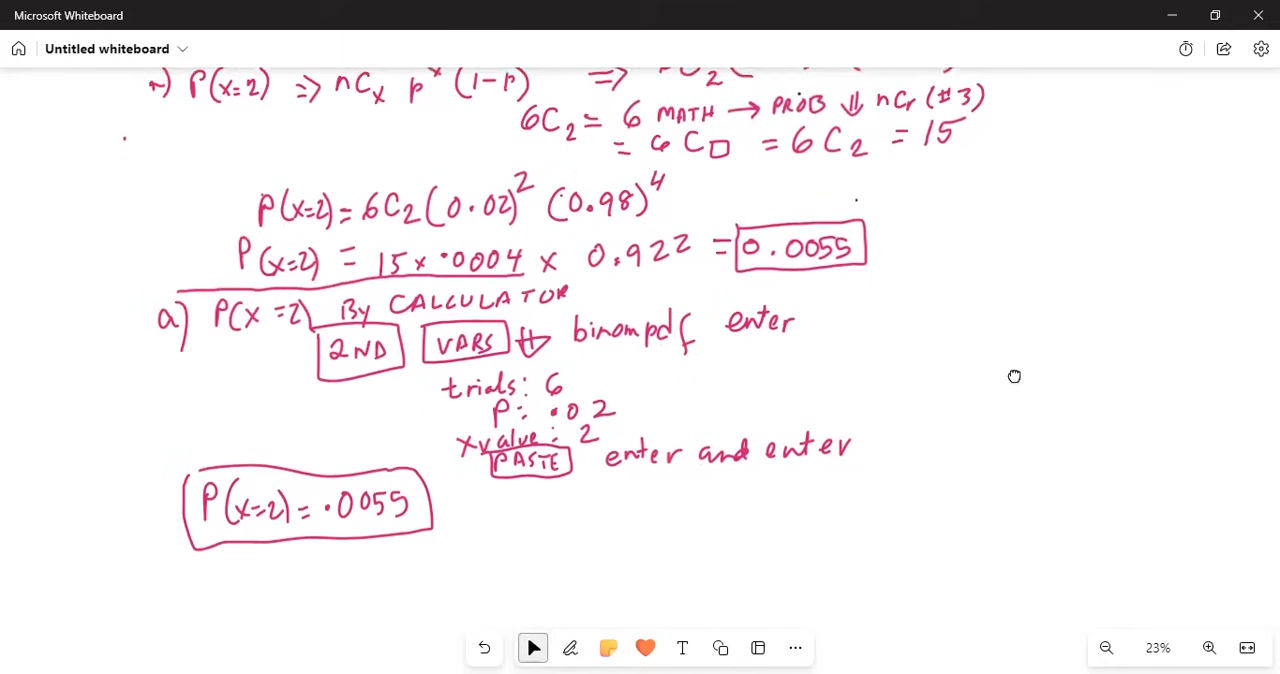 Microsoft Whiteboard
Untitled whiteboard
P(x=2) => nCx p^x (1-p) =>
6C2 = 6 MATH → PROB ⇓ nCr (#3)
= 6 C□ = 6C2 = 15
P(x=2) = 6C2 (0.02)^2 (0.98)^4
P(x=2) = 15 x .0004 x 0.922 = 0.0055
a) P(x=2) By CALCULATOR
2ND VARS ⇓ binompdf enter
trials: 6
P: .02
xvalue: 2
PASTE enter and enter
P(x=2) = .0055
23%